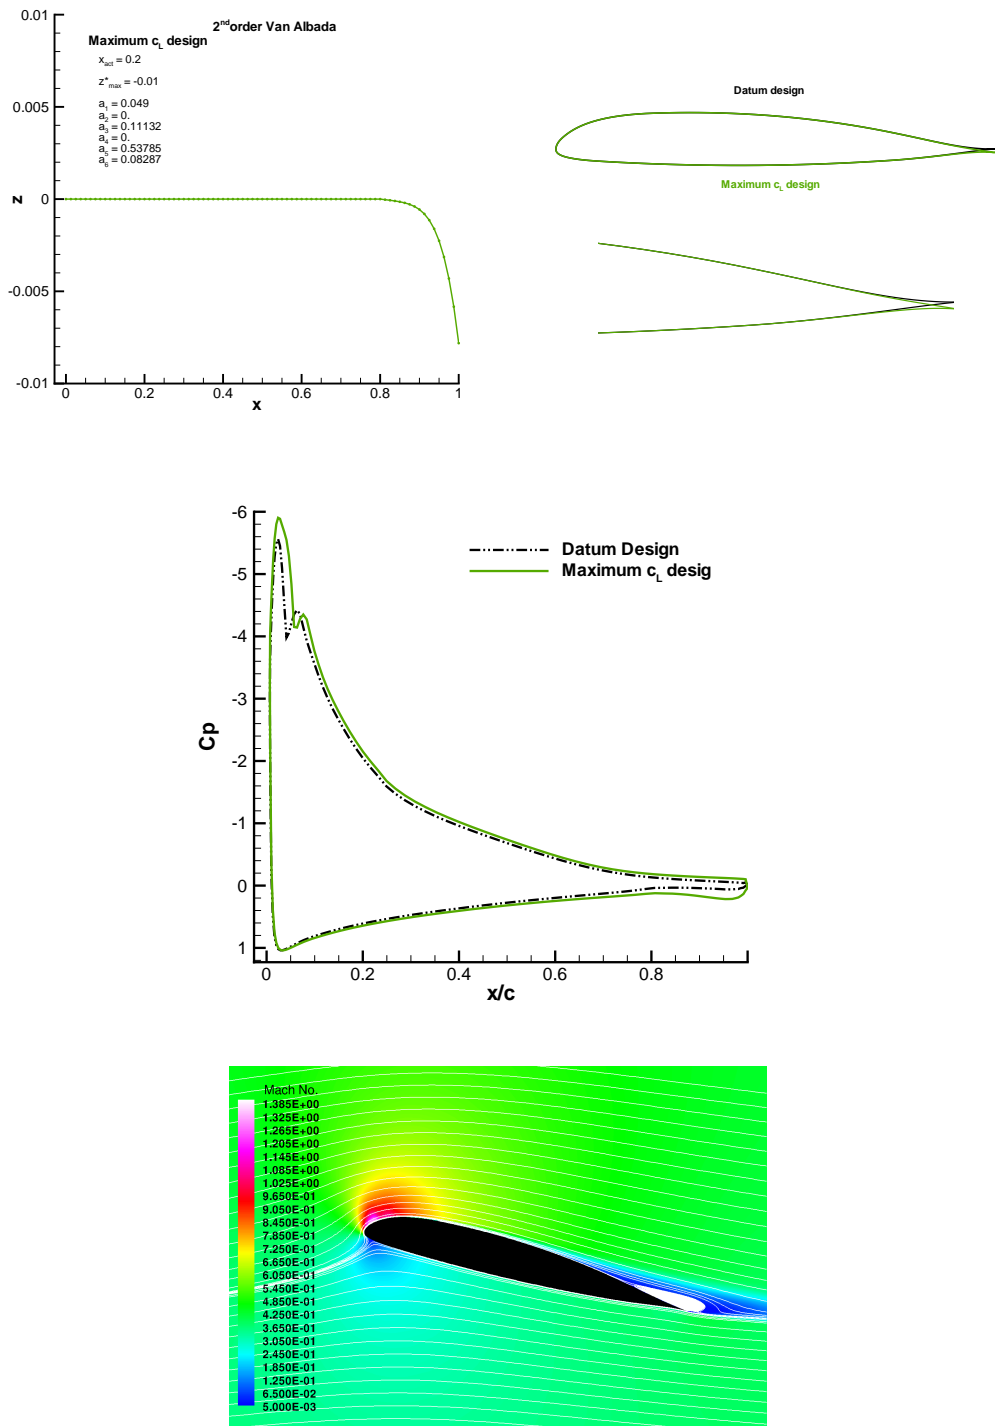 2ndorder Van Albada
Maximum cL design
xact = 0.2
z*max = -0.01
a1 = 0.049
a2 = 0.
a3 = 0.11132
a4 = 0.
a5 = 0.53785
a6 = 0.08287
0.01
0.005
0
-0.005
-0.01
z
0 0.2 0.4 0.6 0.8 1
x
Datum design
Maximum cL design
-6
-5
-4
-3
-2
-1
0
1
Cp
0 0.2 0.4 0.6 0.8
x/c
Datum Design
Maximum cL desig
Mach No.
1.385E+00
1.325E+00
1.265E+00
1.205E+00
1.145E+00
1.085E+00
1.025E+00
9.650E-01
9.050E-01
8.450E-01
7.850E-01
7.250E-01
6.650E-01
6.050E-01
5.450E-01
4.850E-01
4.250E-01
3.650E-01
3.050E-01
2.450E-01
1.850E-01
1.250E-01
6.500E-02
5.000E-03